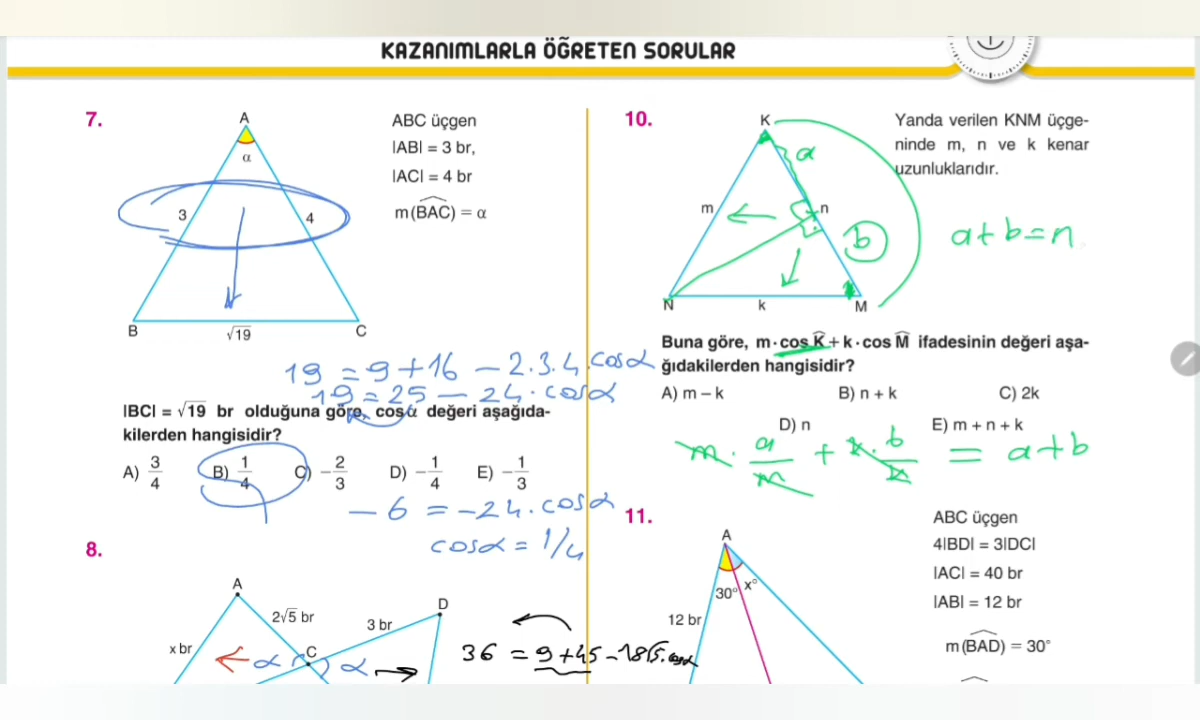 KAZANIMLARLA ÖĞRETEN SORULAR
7.
A
α
3
4
B
√19
C
ABC üçgen
|AB| = 3 br,
|AC| = 4 br
m(BAC) = α
19 = 9 + 16 - 2.3.4.cosα
19 = 25 - 24.cosα
|BC| = √19 br olduğuna göre, cosα değeri aşağıda-
kilerden hangisidir?
A) 3/4 B) 1/4 C) -2/3 D) -1/4 E) -1/3
-6 = -24.cosα
cosα = 1/4
8.
A
2√5 br
3 br
D
x br
C
α
α
36 = 9 + 45 - 18√5.cosα
10.
K
α
m
n
b
N
k
M
Yanda verilen KNM üçge-
ninde m, n ve k kenar
uzunluklarıdır.
a+b=n
Buna göre, m·cos K + k·cos M ifadesinin değeri aşa-
ğıdakilerden hangisidir?
A) m – k B) n + k C) 2k
D) n E) m + n + k
m. a/m + k. b/k = a+b
11.
A
30°
x°
12 br
ABC üçgen
4|BD| = 3|DC|
|AC| = 40 br
|AB| = 12 br
m(BAD) = 30°